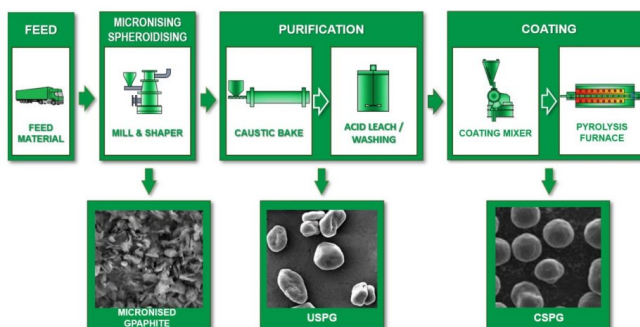 FEED
MICRONISING
SPHEROIDISING
PURIFICATION
COATING
FEED
MATERIAL
MILL & SHAPER
CAUSTIC BAKE
ACID LEACH /
WASHING
COATING MIXER
PYROLYSIS
FURNACE
MICRONISED
GPAPHITE
USPG
CSPG